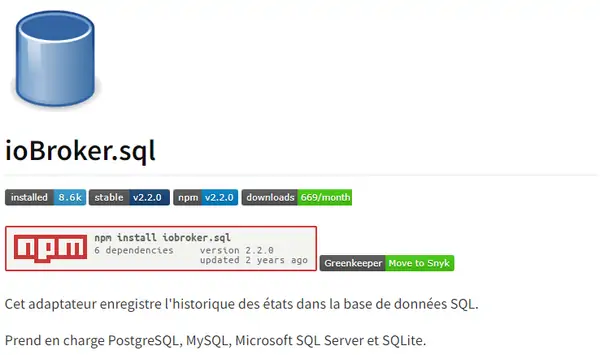 ioBroker.sql
installed 8.6k stable v2.2.0 npm v2.2.0 downloads 669/month
npm npm install iobroker.sql
6 dependencies version 2.2.0
updated 2 years ago
Greenkeeper Move to Snyk
Cet adaptateur enregistre l'historique des états dans la base de données SQL.
Prend en charge PostgreSQL, MySQL, Microsoft SQL Server et SQLite.